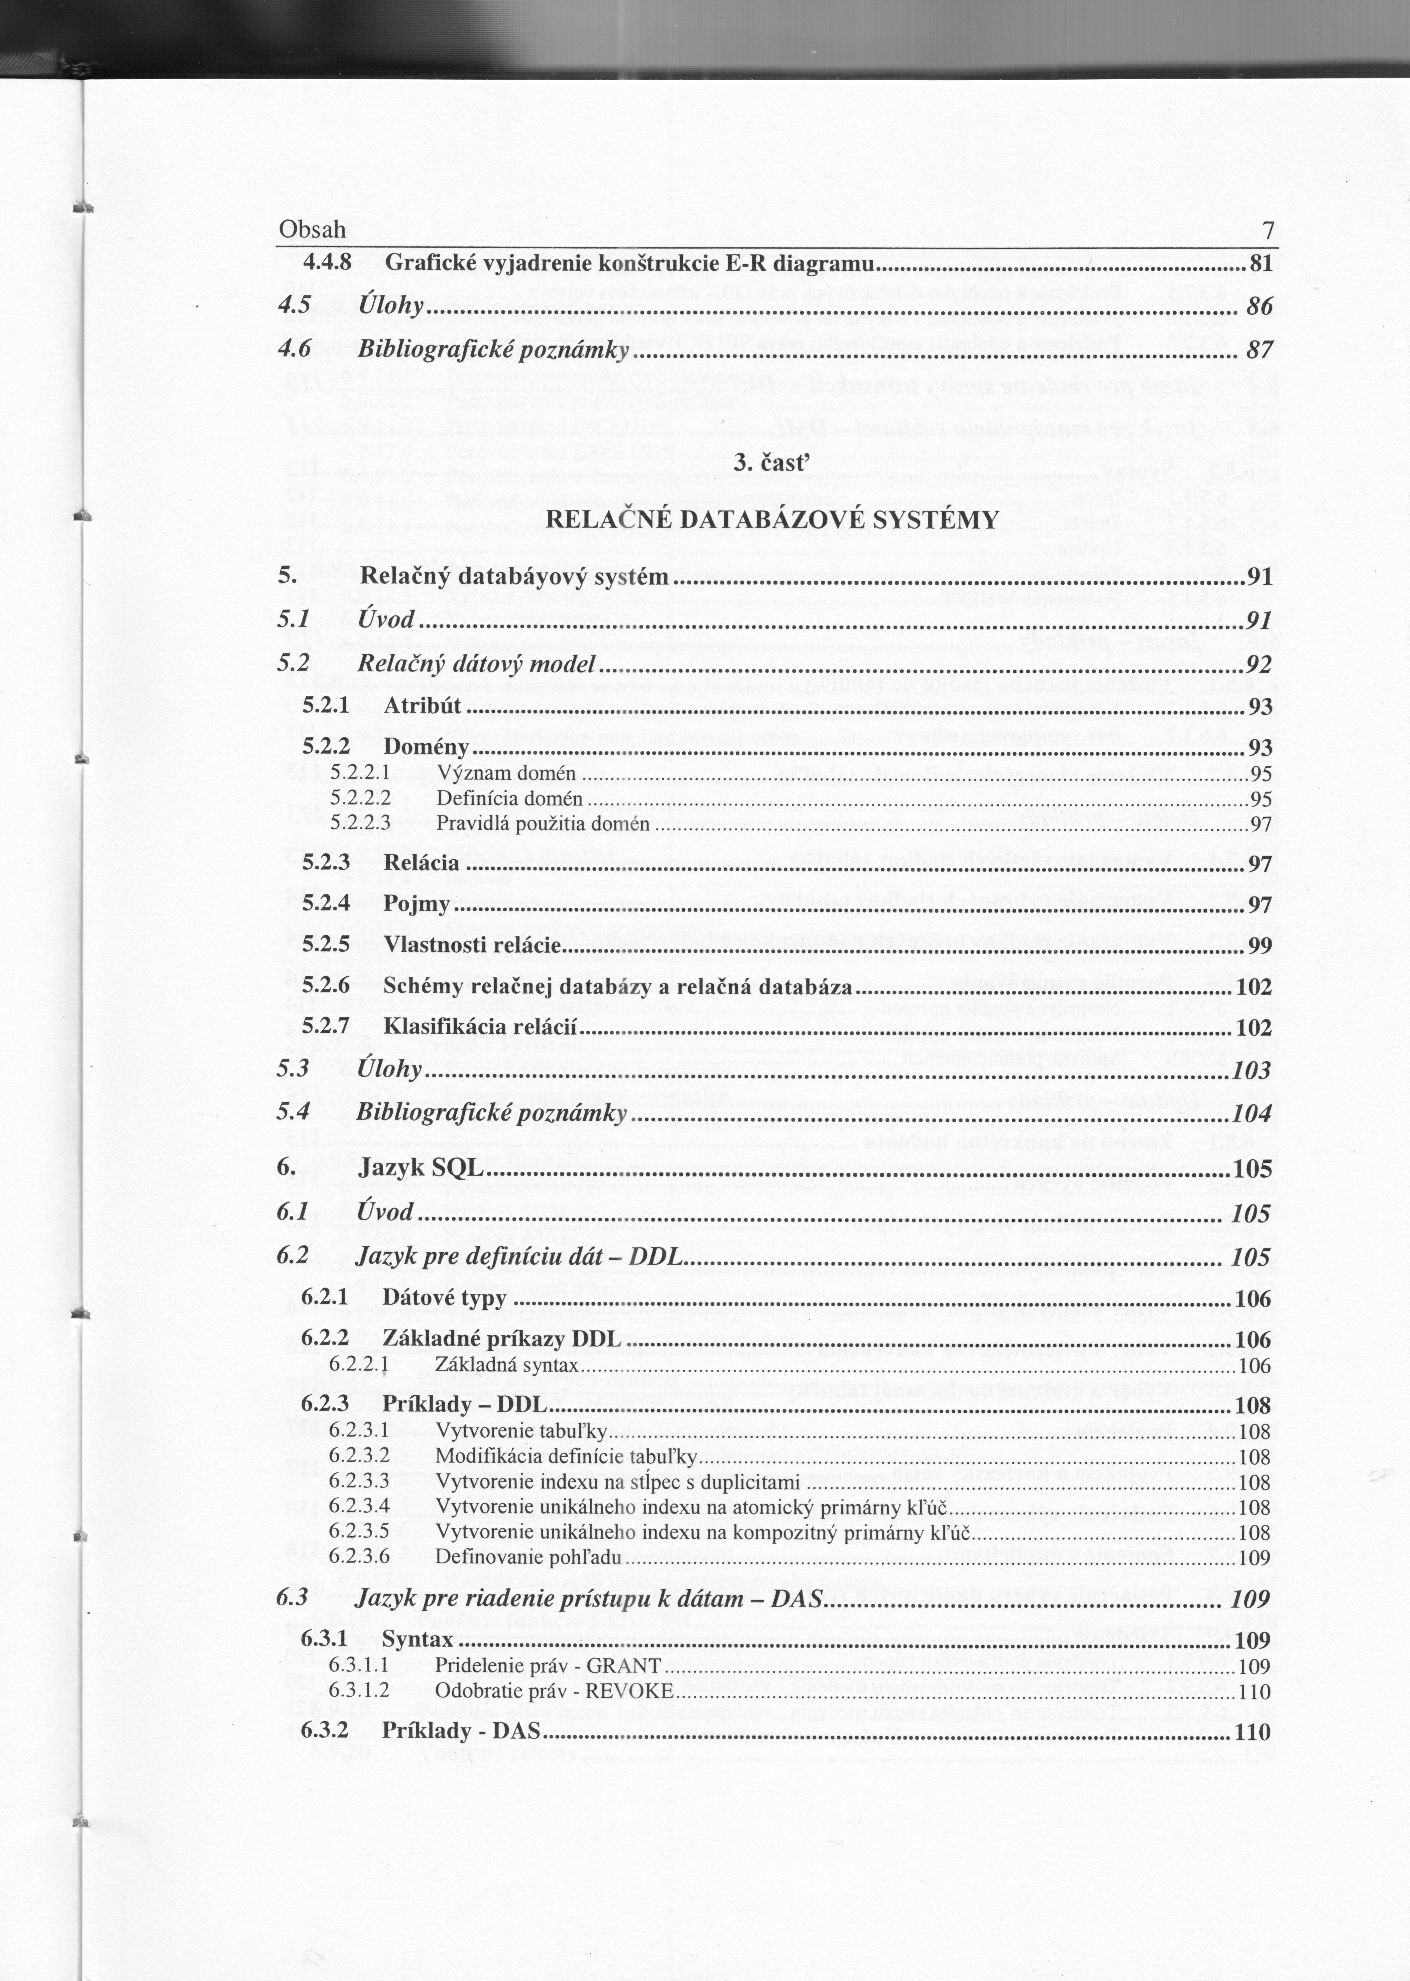 Obsah 7
4.4.8 Grafické vyjadrenie konštrukcie E-R diagramu 81
4.5 Úlohy 86
4.6 Bibliografické poznámky 87
3. časť
RELAČNÉ DATABÁZOVÉ SYSTÉMY
5. Relačný databáyový systém 91
5.1 Úvod 91
5.2 Relačný dátový model 92
5.2.1 Atribút 93
5.2.2 Domény 93
5.2.2.1 Význam domén 95
5.2.2.2 Definícia domén 95
5.2.2.3 Pravidlá použitia domén 97
5.2.3 Relácia 97
5.2.4 Pojmy 97
5.2.5 Vlastnosti relácie 99
5.2.6 Schémy relačnej databázy a relačná databáza 102
5.2.7 Klasifikácia relácií 102
5.3 Úlohy 103
5.4 Bibliografické poznámky 104
6. Jazyk SQL 105
6.1 Úvod 105
6.2 Jazyk pre definíciu dát – DDL 105
6.2.1 Dátové typy 106
6.2.2 Základné príkazy DDL 106
6.2.2.1 Základná syntax 106
6.2.3 Príklady – DDL 108
6.2.3.1 Vytvorenie tabuľky 108
6.2.3.2 Modifikácia definície tabuľky 108
6.2.3.3 Vytvorenie indexu na stĺpec s duplicitami 108
6.2.3.4 Vytvorenie unikálneho indexu na atomický primárny kľúč 108
6.2.3.5 Vytvorenie unikálneho indexu na kompozitný primárny kľúč 108
6.2.3.6 Definovanie pohľadu 109
6.3 Jazyk pre riadenie prístupu k dátam – DAS 109
6.3.1 Syntax 109
6.3.1.1 Pridelenie práv - GRANT 109
6.3.1.2 Odobratie práv - REVOKE 110
6.3.2 Príklady - DAS 110